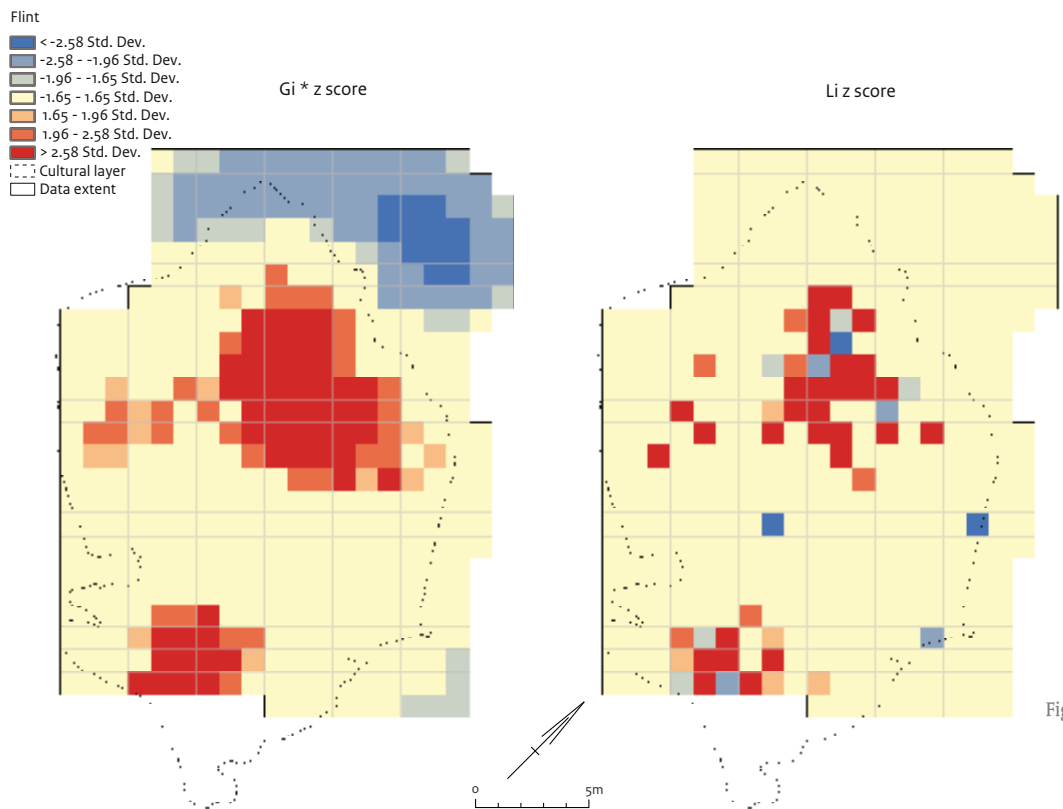 Flint
< -2.58 Std. Dev.
-2.58 - -1.96 Std. Dev.
-1.96 - -1.65 Std. Dev.
-1.65 - 1.65 Std. Dev.
1.65 - 1.96 Std. Dev.
1.96 - 2.58 Std. Dev.
> 2.58 Std. Dev.
Cultural layer
Data extent
Gi * z score
Li z score
Fig
0 5m